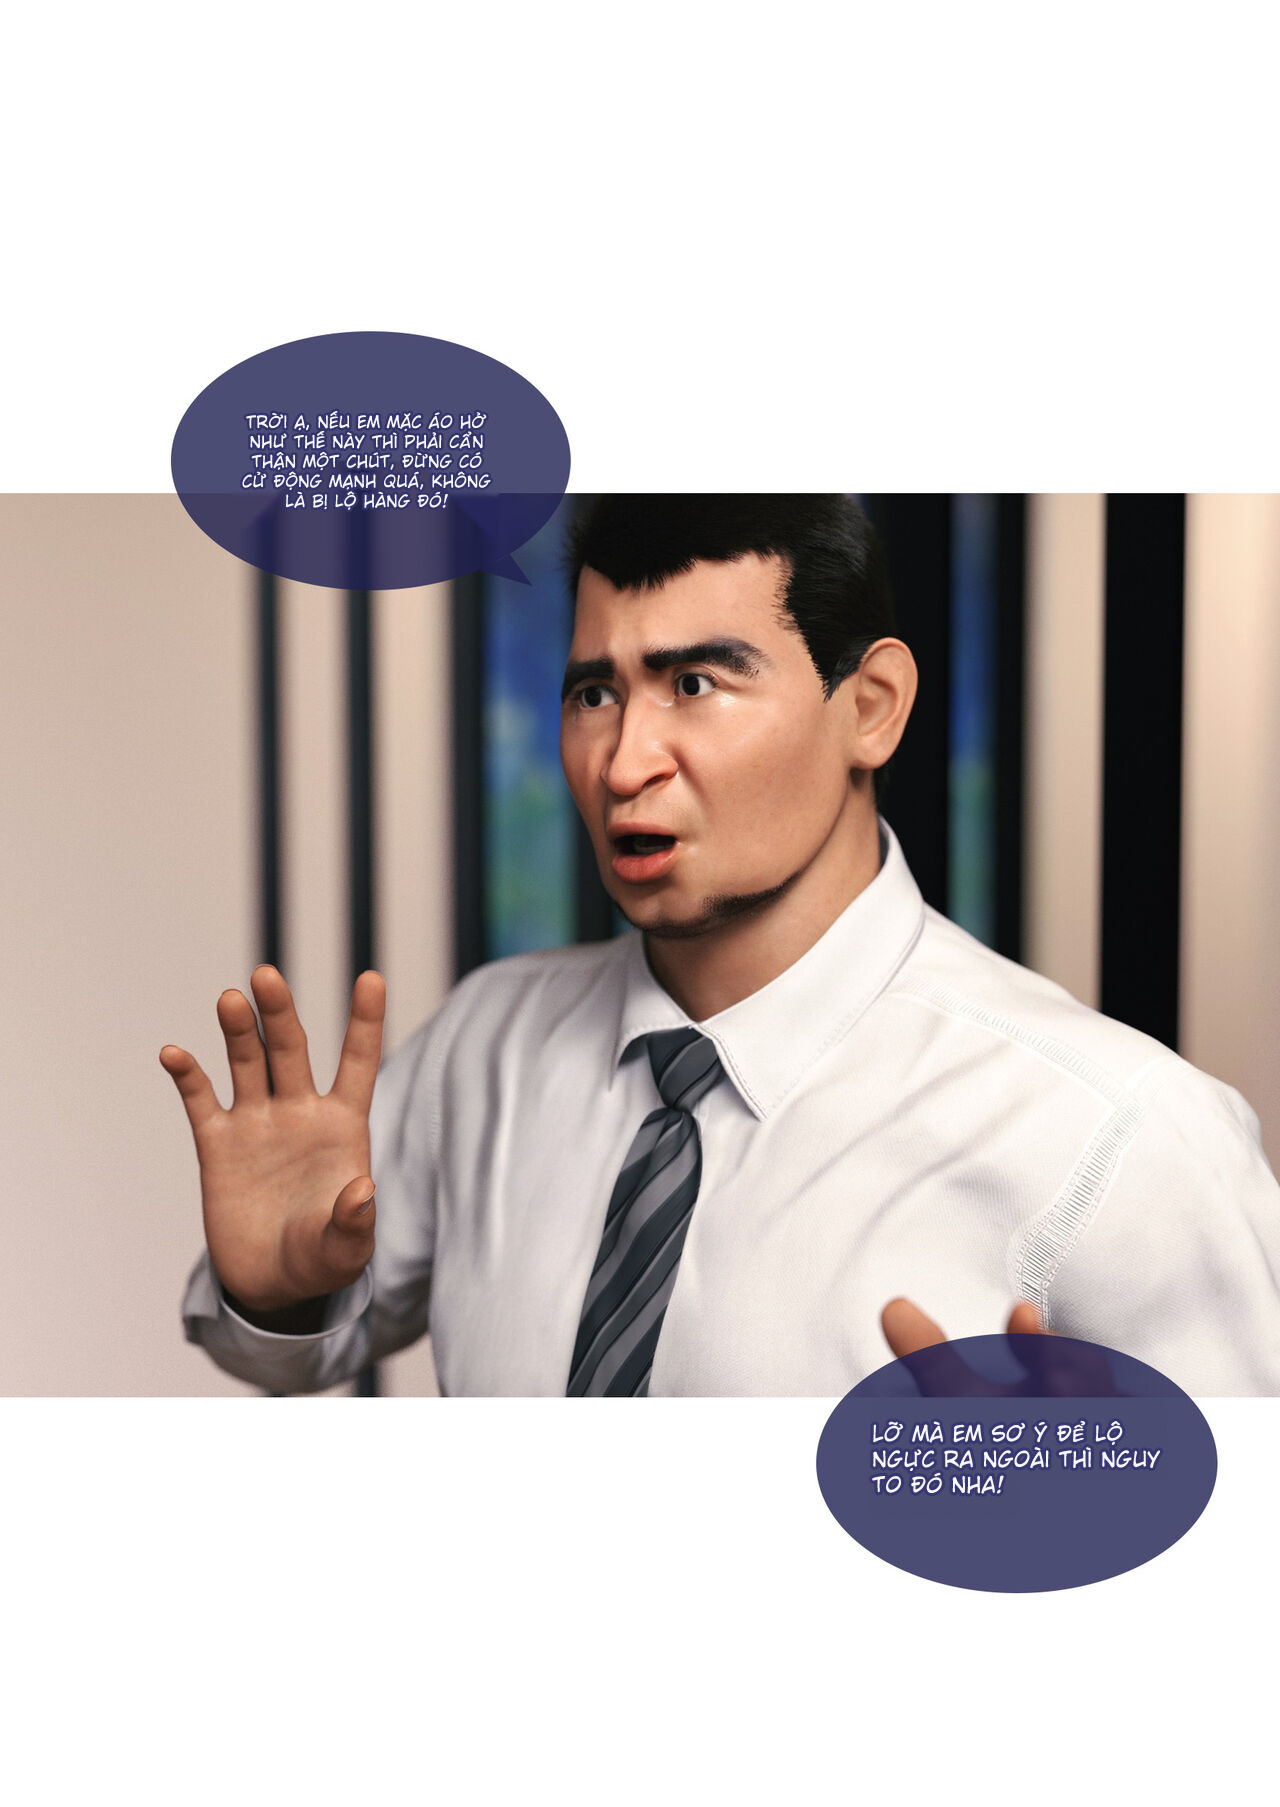 TRỜI Ạ, NẾU EM MẶC ÁO HỞ
NHƯ THẾ NÀY THÌ PHẢI CẨN
THẬN MỘT CHÚT, ĐỪNG CÓ
CỬ ĐỘNG MẠNH QUÁ, KHÔNG
LÀ BỊ LỘ HÀNG ĐÓ!
LỠ MÀ EM SƠ Ý ĐỂ LỘ
NGỰC RA NGOÀI THÌ NGUY
TO ĐÓ NHA!